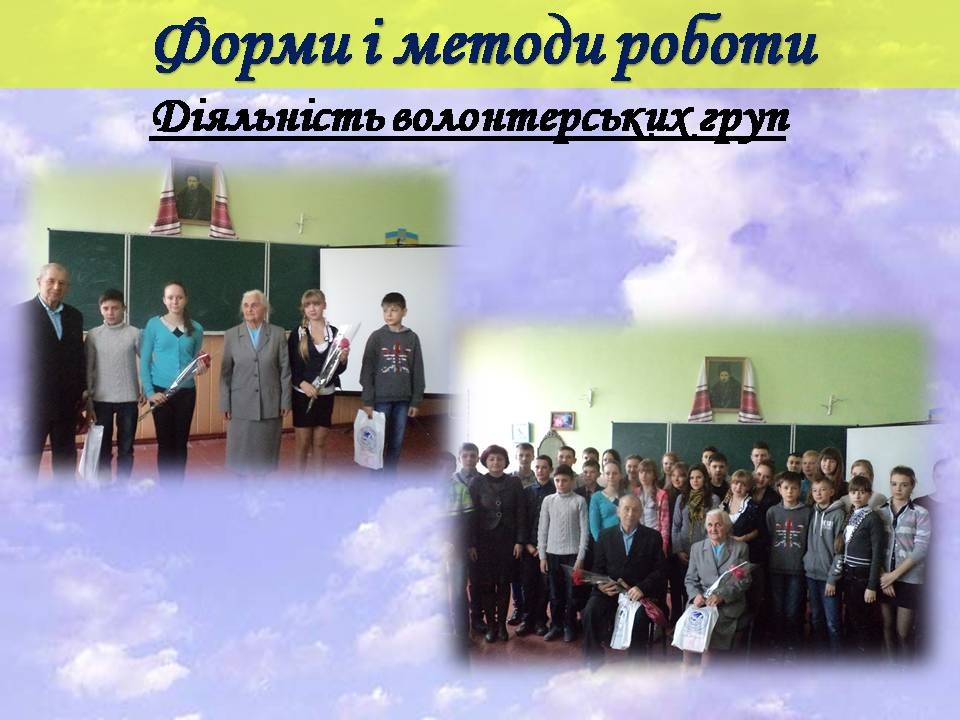 Форми і методи роботи
Діяльність волонтерських груп